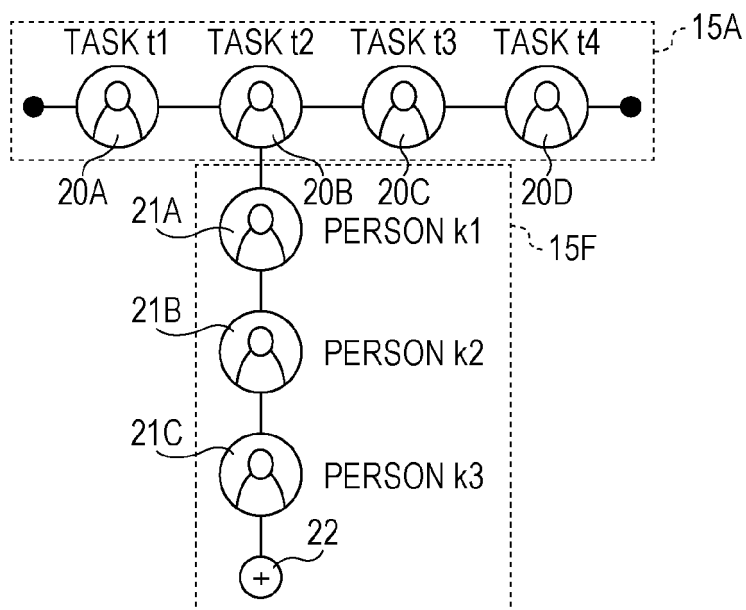 TASK t1 TASK t2 TASK t3 TASK t4 15A
20A 20B 20C 20D
21A PERSON k1 15F
21B PERSON k2
21C PERSON k3
22
+